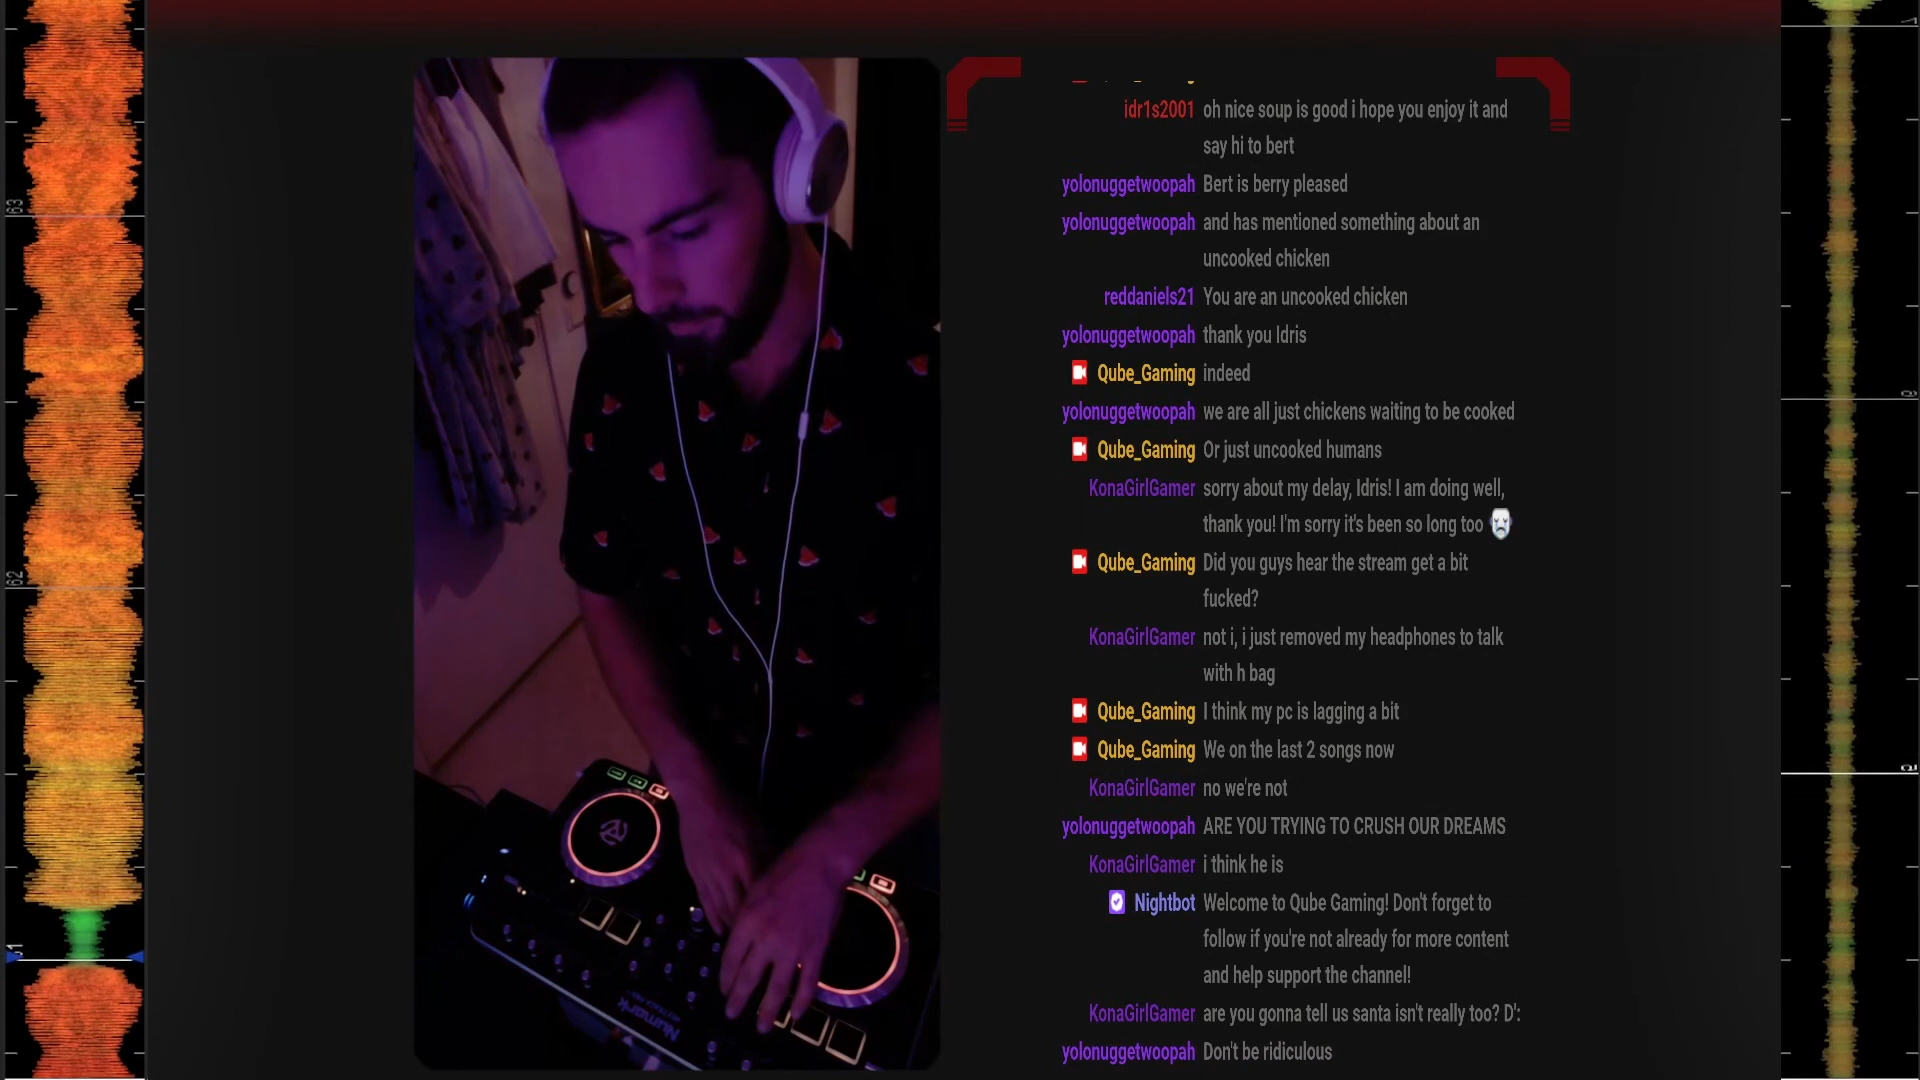 idr1s2001 oh nice soup is good i hope you enjoy it and
say hi to bert
yolonuggetwoopah Bert is berry pleased
yolonuggetwoopah and has mentioned something about an
uncooked chicken
reddaniels21 You are an uncooked chicken
yolonuggetwoopah thank you Idris
Qube_Gaming indeed
yolonuggetwoopah we are all just chickens waiting to be cooked
Qube_Gaming Or just uncooked humans
KonaGirlGamer sorry about my delay, Idris! I am doing well,
thank you! I'm sorry it's been so long too
Qube_Gaming Did you guys hear the stream get a bit
fucked?
KonaGirlGamer not i, i just removed my headphones to talk
with h bag
Qube_Gaming I think my pc is lagging a bit
Qube_Gaming We on the last 2 songs now
KonaGirlGamer no we're not
yolonuggetwoopah ARE YOU TRYING TO CRUSH OUR DREAMS
KonaGirlGamer i think he is
Nightbot Welcome to Qube Gaming! Don't forget to
follow if you're not already for more content
and help support the channel!
KonaGirlGamer are you gonna tell us santa isn't really too? D':
yolonuggetwoopah Don't be ridiculous
63
62
Numark